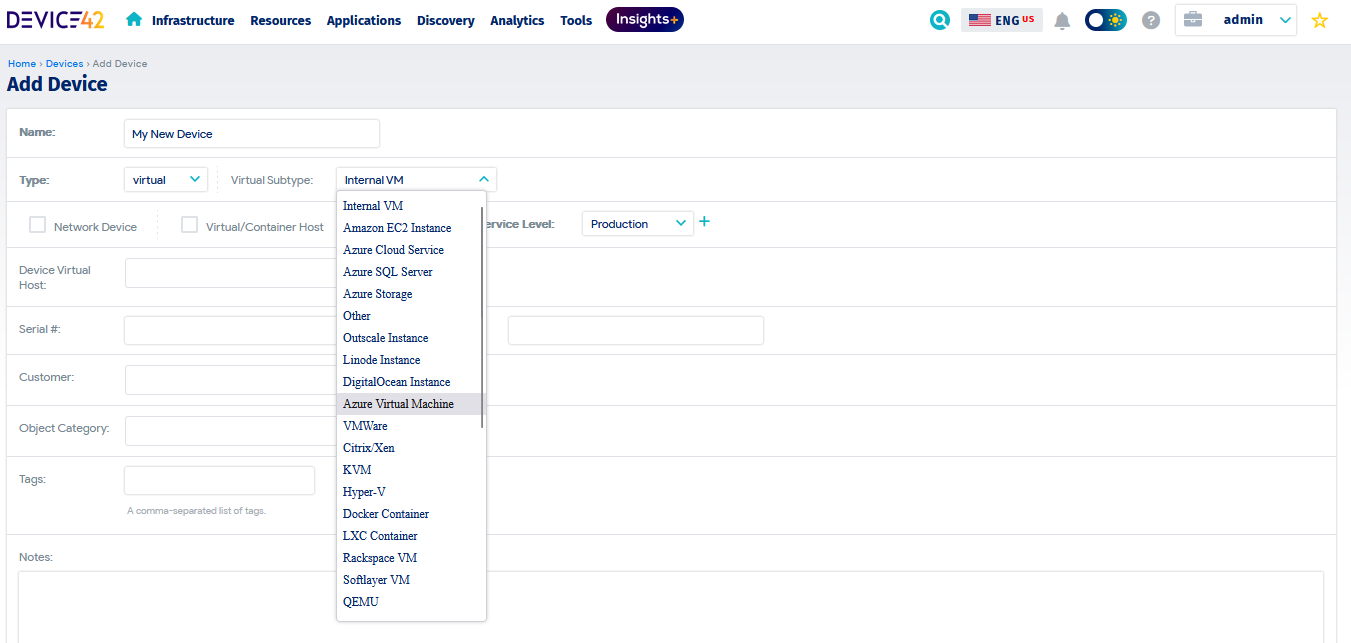 DEVICE42 Infrastructure Resources Applications Discovery Analytics Tools Insights+ ENG US ? admin
Home › Devices › Add Device
Add Device
Name: My New Device
Type: virtual Virtual Subtype: Internal VM
Internal VM
Amazon EC2 Instance
Azure Cloud Service
Azure SQL Server
Azure Storage
Other
Outscale Instance
Linode Instance
DigitalOcean Instance
Azure Virtual Machine
VMWare
Citrix/Xen
KVM
Hyper-V
Docker Container
LXC Container
Rackspace VM
Softlayer VM
QEMU
Network Device Virtual/Container Host ervice Level: Production +
Device Virtual
Host:
Serial #:
Customer:
Object Category:
Tags:
A comma-separated list of tags.
Notes: